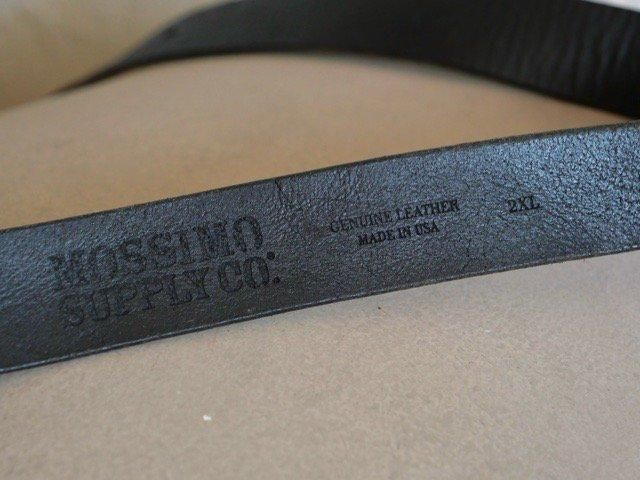 MOSSIMO
SUPPLY CO.
GENUINE LEATHER
MADE IN USA
2XL